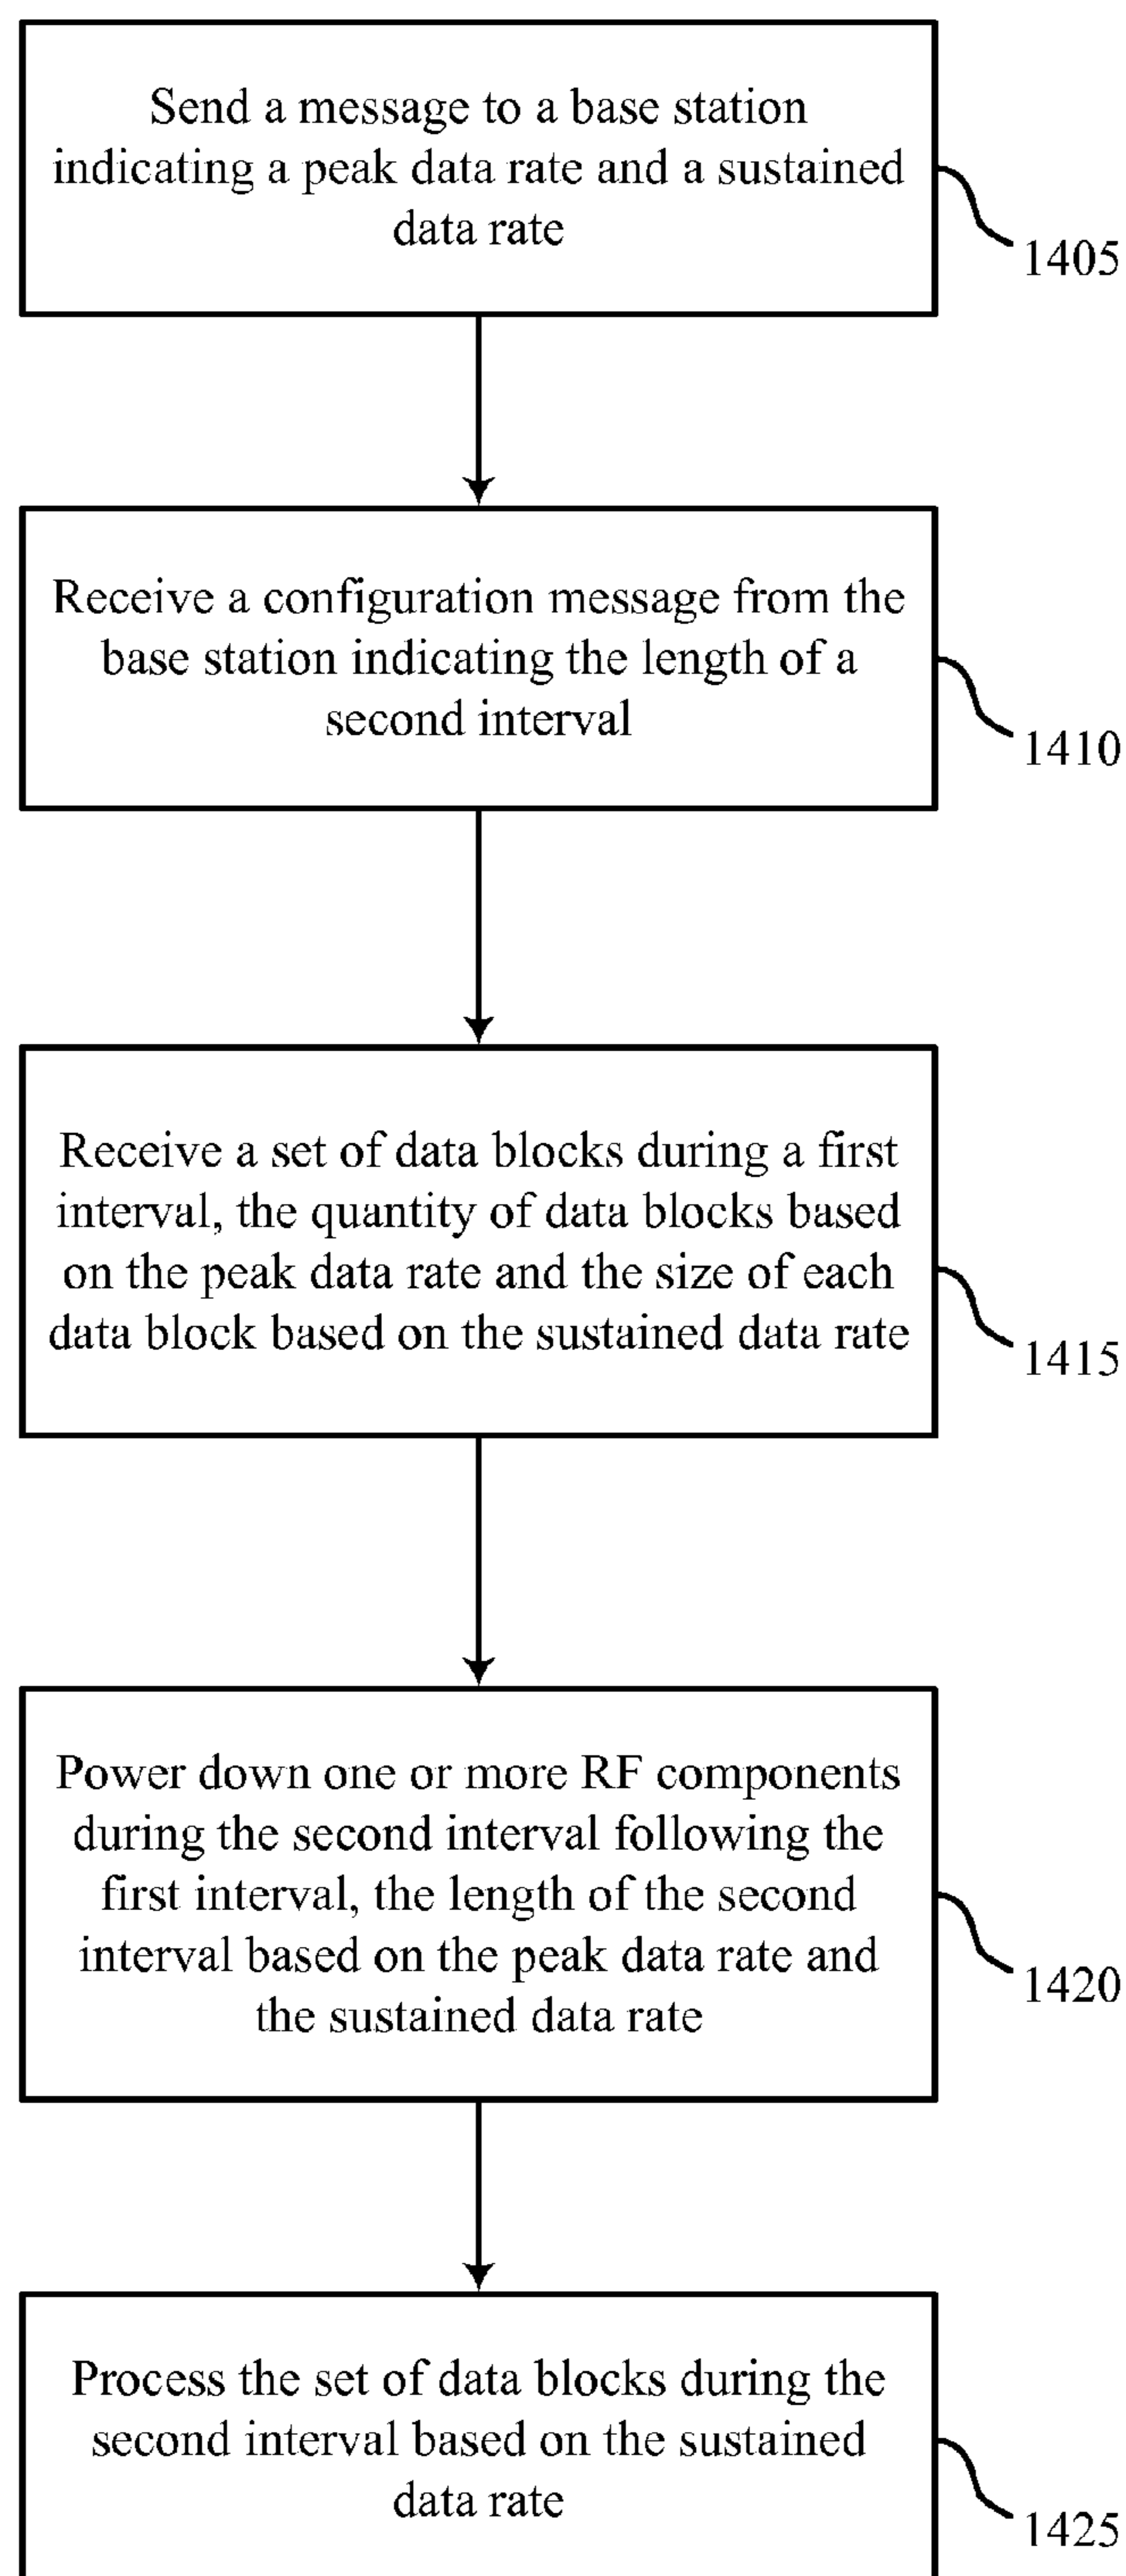 Send a message to a base station
indicating a peak data rate and a sustained
data rate
1405
Receive a configuration message from the
base station indicating the length of a
second interval
1410
Receive a set of data blocks during a first
interval, the quantity of data blocks based
on the peak data rate and the size of each
data block based on the sustained data rate
1415
Power down one or more RF components
during the second interval following the
first interval, the length of the second
interval based on the peak data rate and
the sustained data rate
1420
Process the set of data blocks during the
second interval based on the sustained
data rate
1425